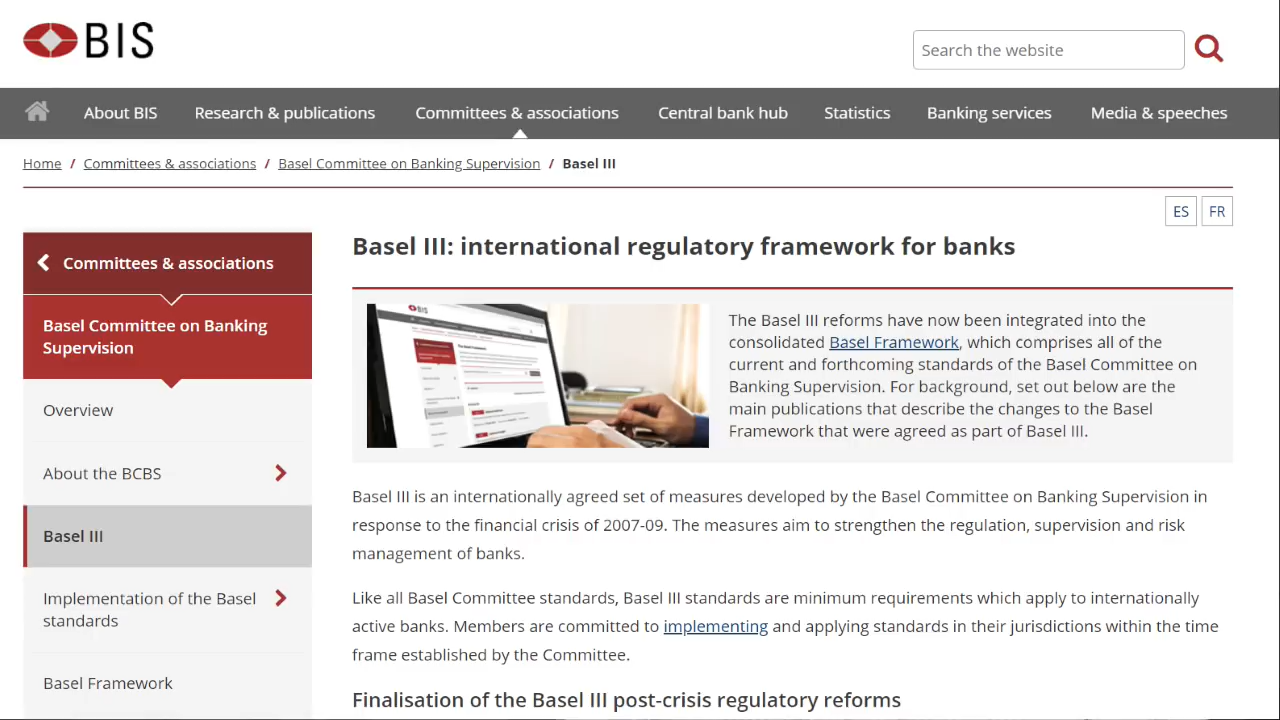 BIS
Search the website
About BIS
Research & publications
Committees & associations
Central bank hub
Statistics
Banking services
Media & speeches
Home / Committees & associations / Basel Committee on Banking Supervision / Basel III
ES
FR
Committees & associations
Basel Committee on Banking
Supervision
Overview
About the BCBS
Basel III
Implementation of the Basel
standards
Basel Framework
Basel III: international regulatory framework for banks
BIS
The Basel III reforms have now been integrated into the
consolidated Basel Framework, which comprises all of the
current and forthcoming standards of the Basel Committee on
Banking Supervision. For background, set out below are the
main publications that describe the changes to the Basel
Framework that were agreed as part of Basel III.
Basel III is an internationally agreed set of measures developed by the Basel Committee on Banking Supervision in
response to the financial crisis of 2007-09. The measures aim to strengthen the regulation, supervision and risk
management of banks.
Like all Basel Committee standards, Basel III standards are minimum requirements which apply to internationally
active banks. Members are committed to implementing and applying standards in their jurisdictions within the time
frame established by the Committee.
Finalisation of the Basel III post-crisis regulatory reforms